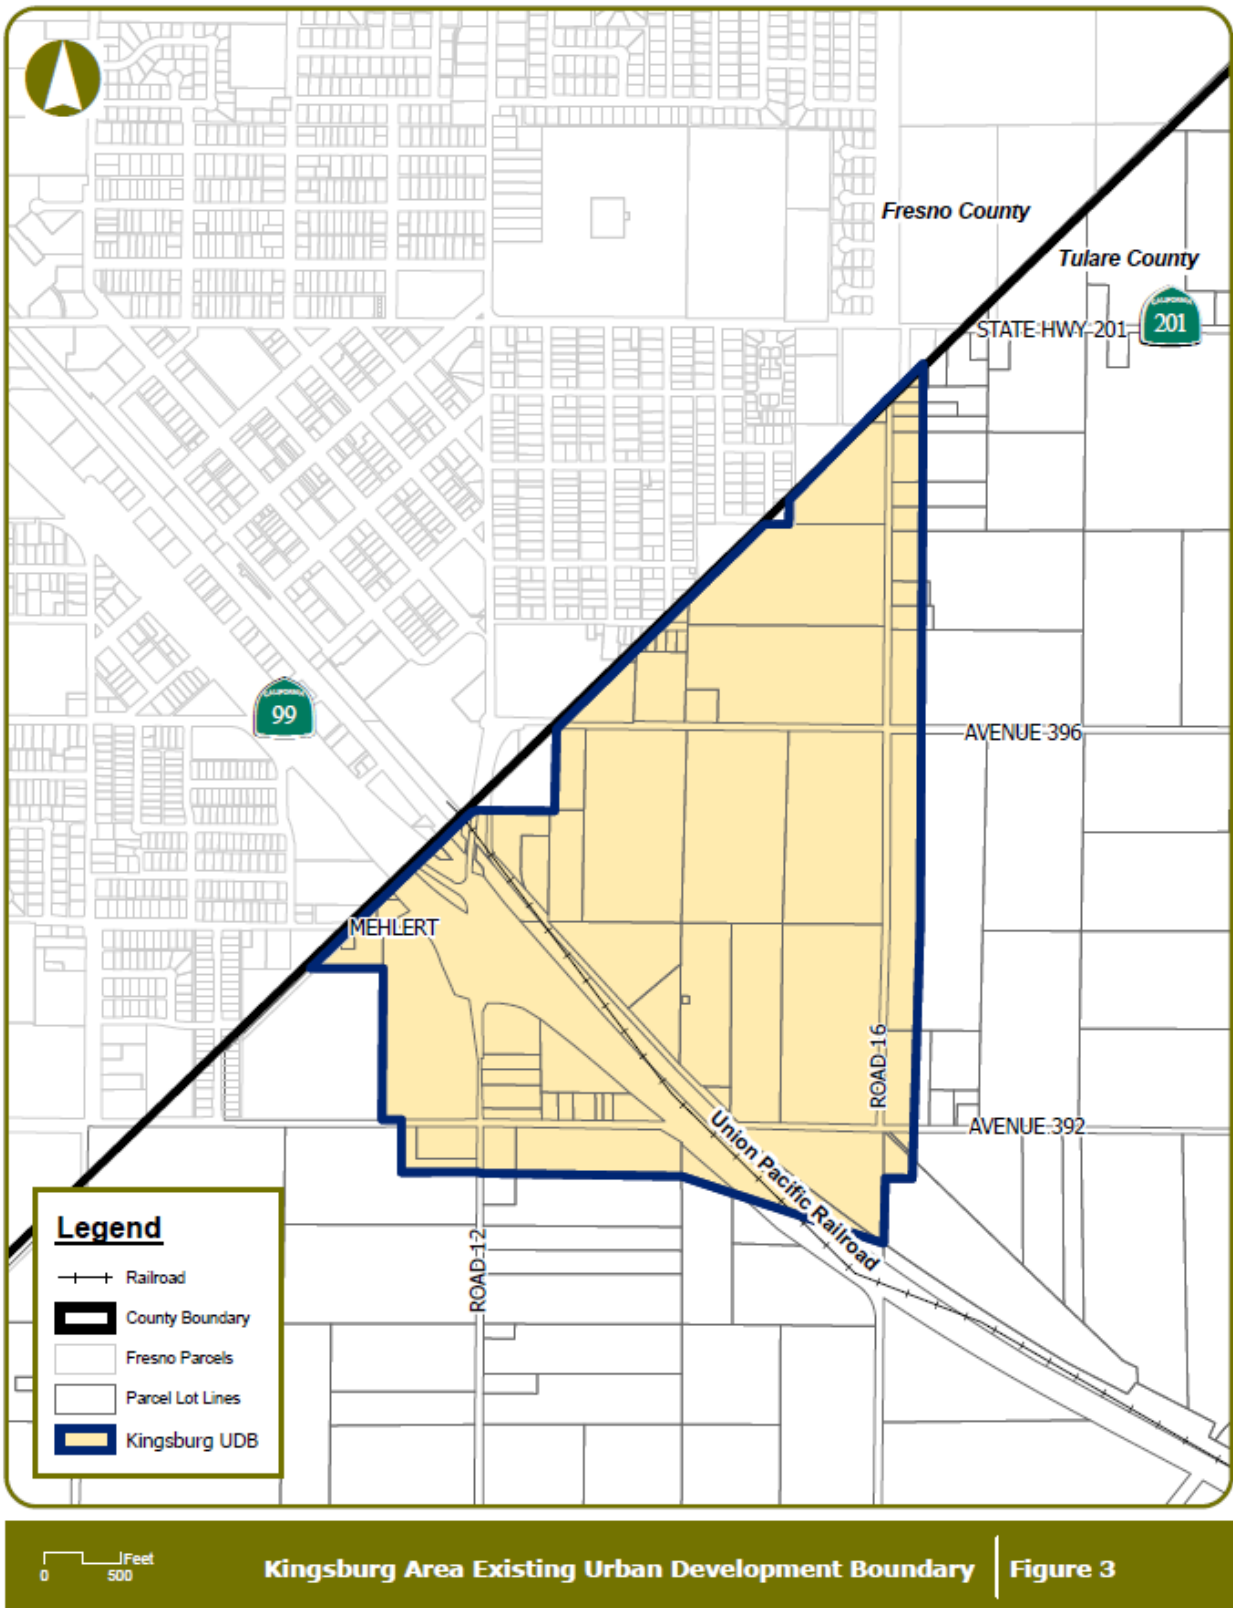 Fresno County
Tulare County
STATE HWY 201
CALIFORNIA
201
CALIFORNIA
99
AVENUE 396
MEHLERT
ROAD 16
AVENUE 392
Union Pacific Railroad
ROAD 12
Legend
Railroad
County Boundary
Fresno Parcels
Parcel Lot Lines
Kingsburg UDB
Feet
0 500
Kingsburg Area Existing Urban Development Boundary
Figure 3